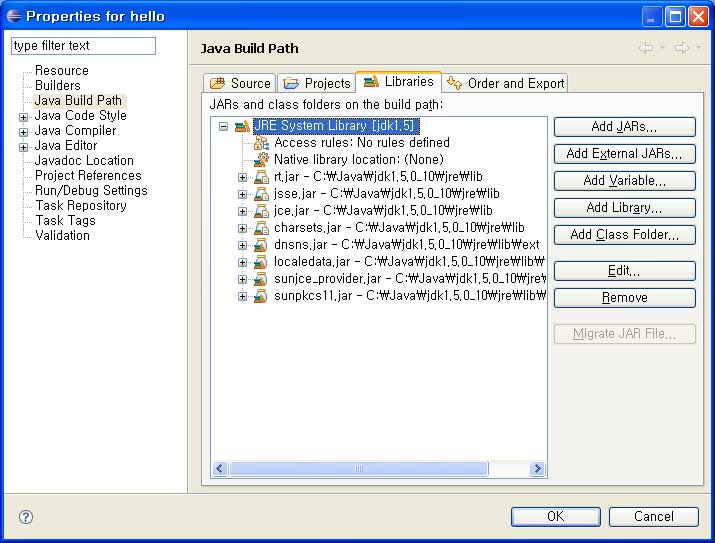 Properties for hello
type filter text
Resource
Builders
Java Build Path
Java Code Style
Java Compiler
Java Editor
Javadoc Location
Project References
Run/Debug Settings
Task Repository
Task Tags
Validation
Java Build Path
Source Projects Libraries Order and Export
JARs and class folders on the build path:
JRE System Library [jdk1.5]
Access rules: No rules defined
Native library location: (None)
rt.jar - C:₩Java₩jdk1.5.0_10₩jre₩lib
jsse.jar - C:₩Java₩jdk1.5.0_10₩jre₩lib
jce.jar - C:₩Java₩jdk1.5.0_10₩jre₩lib
charsets.jar - C:₩Java₩jdk1.5.0_10₩jre₩lib
dnsns.jar - C:₩Java₩jdk1.5.0_10₩jre₩lib₩ext
localedata.jar - C:₩Java₩jdk1.5.0_10₩jre₩lib₩
sunjce_provider.jar - C:₩Java₩jdk1.5.0_10₩jre₩
sunpkcs11.jar - C:₩Java₩jdk1.5.0_10₩jre₩lib₩
Add JARs...
Add External JARs...
Add Variable...
Add Library...
Add Class Folder...
Edit...
Remove
Migrate JAR File...
OK Cancel